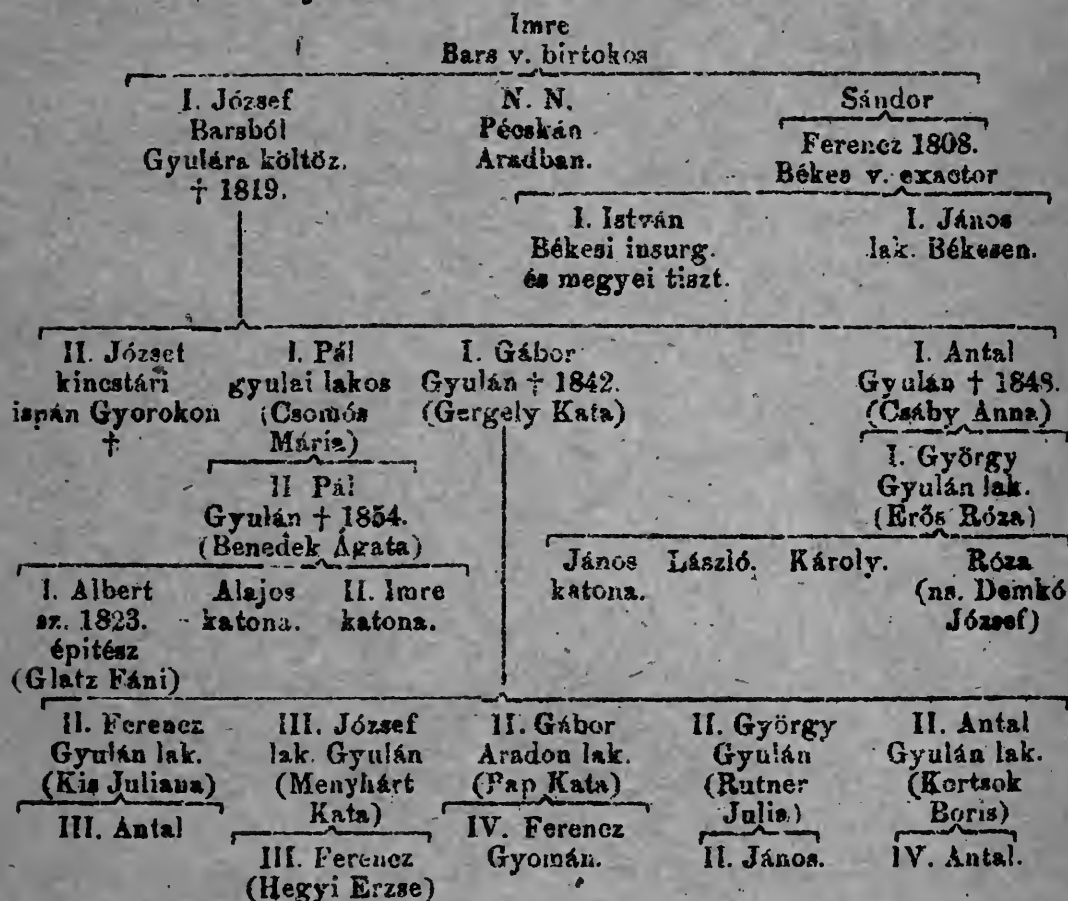 Imre
Bars v. birtokos
I. József N. N. Sándor
Barsból Pécskán Ferencz 1808.
Gyulára költöz. Aradban. Békes v. exactor
† 1819.
I. István I. János
Békesi insurg. lak. Békesen.
és megyei tiszt.
II. József I. Pál I. Gábor I. Antal
kincstári gyulai lakos Gyulán † 1842. Gyulán † 1848.
ispán Gyorokon (Csomós (Gergely Kata) (Csáby Anna)
† Mária) I. György
II Pál Gyulán lak.
Gyulán † 1854. (Erős Róza)
(Benedek Ágata)
János László. Károly. Róza
katona. (ns. Demkó
József)
I. Albert Alajos II. Imre
sz. 1823. katona. katona.
épitész
(Glatz Fáni)
II. Ferencz III. József II. Gábor II. György II. Antal
Gyulán lak. lak. Gyulán Aradon lak. Gyulán Gyulán lak.
(Kis Juliana) (Menyhárt (Pap Kata) (Rutner (Kortsok
III. Antal Kata) IV. Ferencz Julis) Boris)
III. Ferencz Gyomán. II. János. IV. Antal.
(Hegyi Erzse)